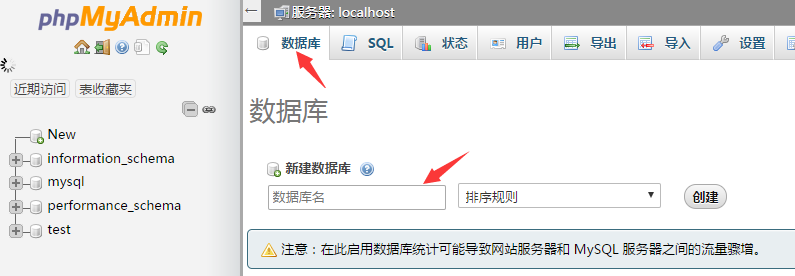 phpMyAdmin
近期访问 表收藏夹
New
information_schema
mysql
performance_schema
test
服务器: localhost
数据库 SQL 状态 用户 导出 导入 设置
数据库
新建数据库
数据库名 排序规则 创建
注意：在此启用数据库统计可能导致网站服务器和 MySQL 服务器之间的流量骤增。